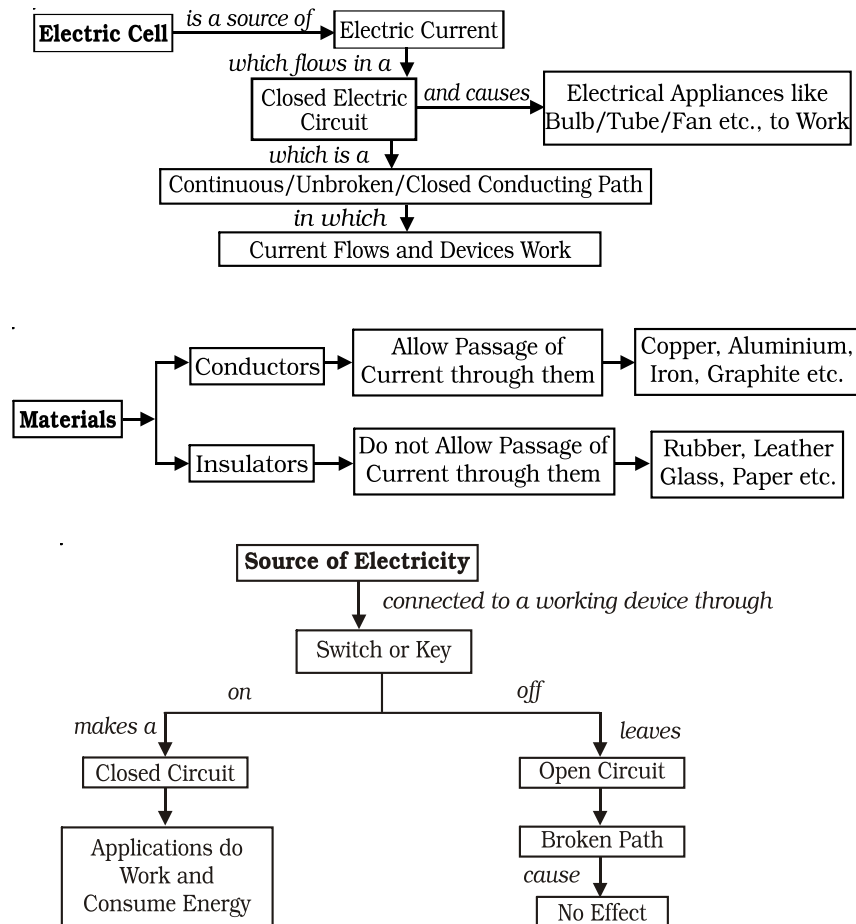 Electric Cell
is a source of
Electric Current
which flows in a
Closed Electric
Circuit
and causes
Electrical Appliances like
Bulb/Tube/Fan etc., to Work
which is a
Continuous/Unbroken/Closed Conducting Path
in which
Current Flows and Devices Work
Materials
Conductors
Allow Passage of
Current through them
Copper, Aluminium,
Iron, Graphite etc.
Insulators
Do not Allow Passage of
Current through them
Rubber, Leather
Glass, Paper etc.
Source of Electricity
connected to a working device through
Switch or Key
on
off
makes a
leaves
Closed Circuit
Open Circuit
Applications do
Work and
Consume Energy
Broken Path
cause
No Effect